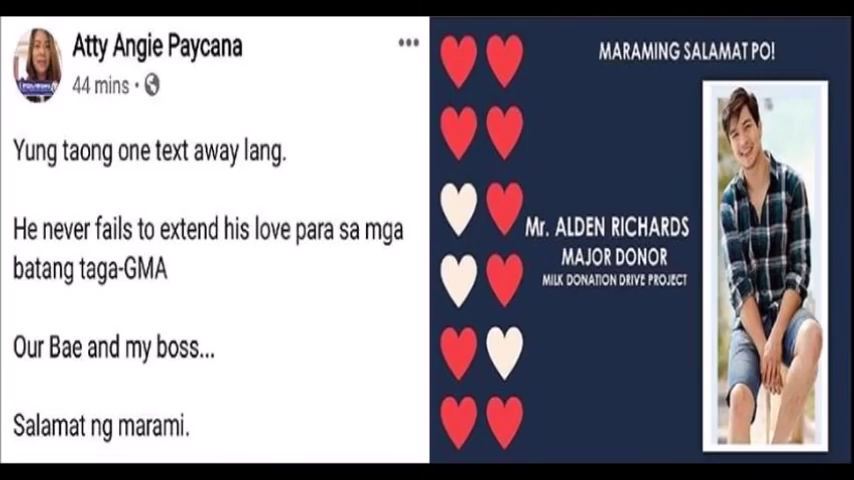 Atty Angie Paycana
44 mins
Yung taong one text away lang.
He never fails to extend his love para sa mga
batang taga-GMA
Our Bae and my boss...
Salamat ng marami.
MARAMING SALAMAT PO!
Mr. ALDEN RICHARDS
MAJOR DONOR
MILK DONATION DRIVE PROJECT